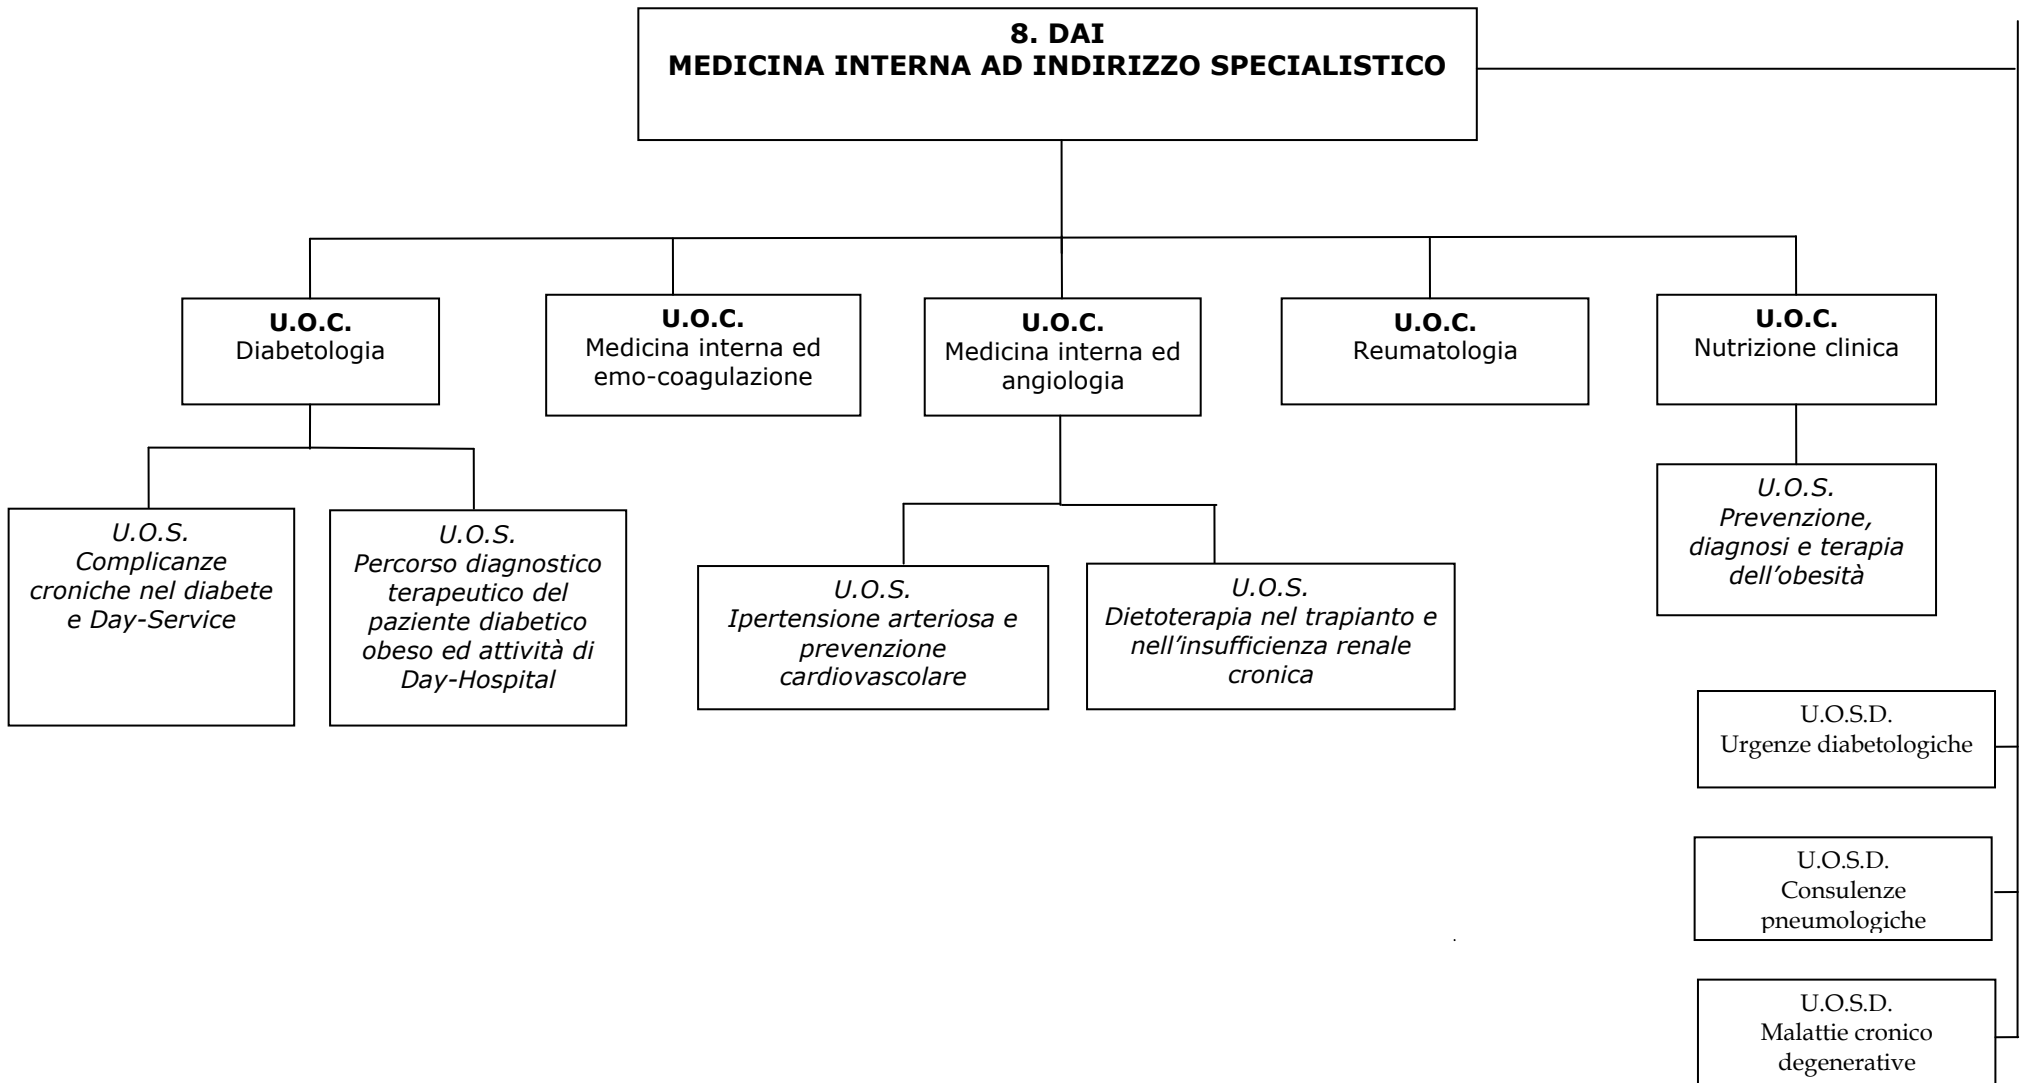 8. DAI
MEDICINA INTERNA AD INDIRIZZO SPECIALISTICO
U.O.C.
Diabetologia
U.O.C.
Medicina interna ed
emo-coagulazione
U.O.C.
Medicina interna ed
angiologia
U.O.C.
Reumatologia
U.O.C.
Nutrizione clinica
U.O.S.
Complicanze
croniche nel diabete
e Day-Service
U.O.S.
Percorso diagnostico
terapeutico del
paziente diabetico
obeso ed attività di
Day-Hospital
U.O.S.
Ipertensione arteriosa e
prevenzione
cardiovascolare
U.O.S.
Dietoterapia nel trapianto e
nell’insufficienza renale
cronica
U.O.S.
Prevenzione,
diagnosi e terapia
dell’obesità
U.O.S.D.
Urgenze diabetologiche
U.O.S.D.
Consulenze
pneumologiche
U.O.S.D.
Malattie cronico
degenerative